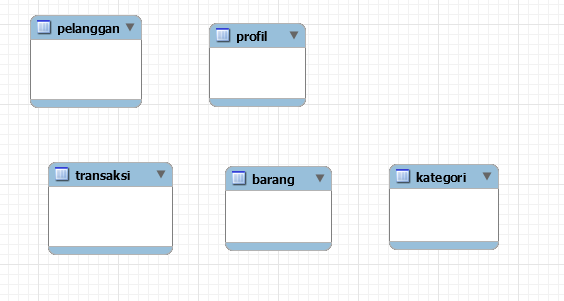 pelanggan
profil
transaksi
barang
kategori